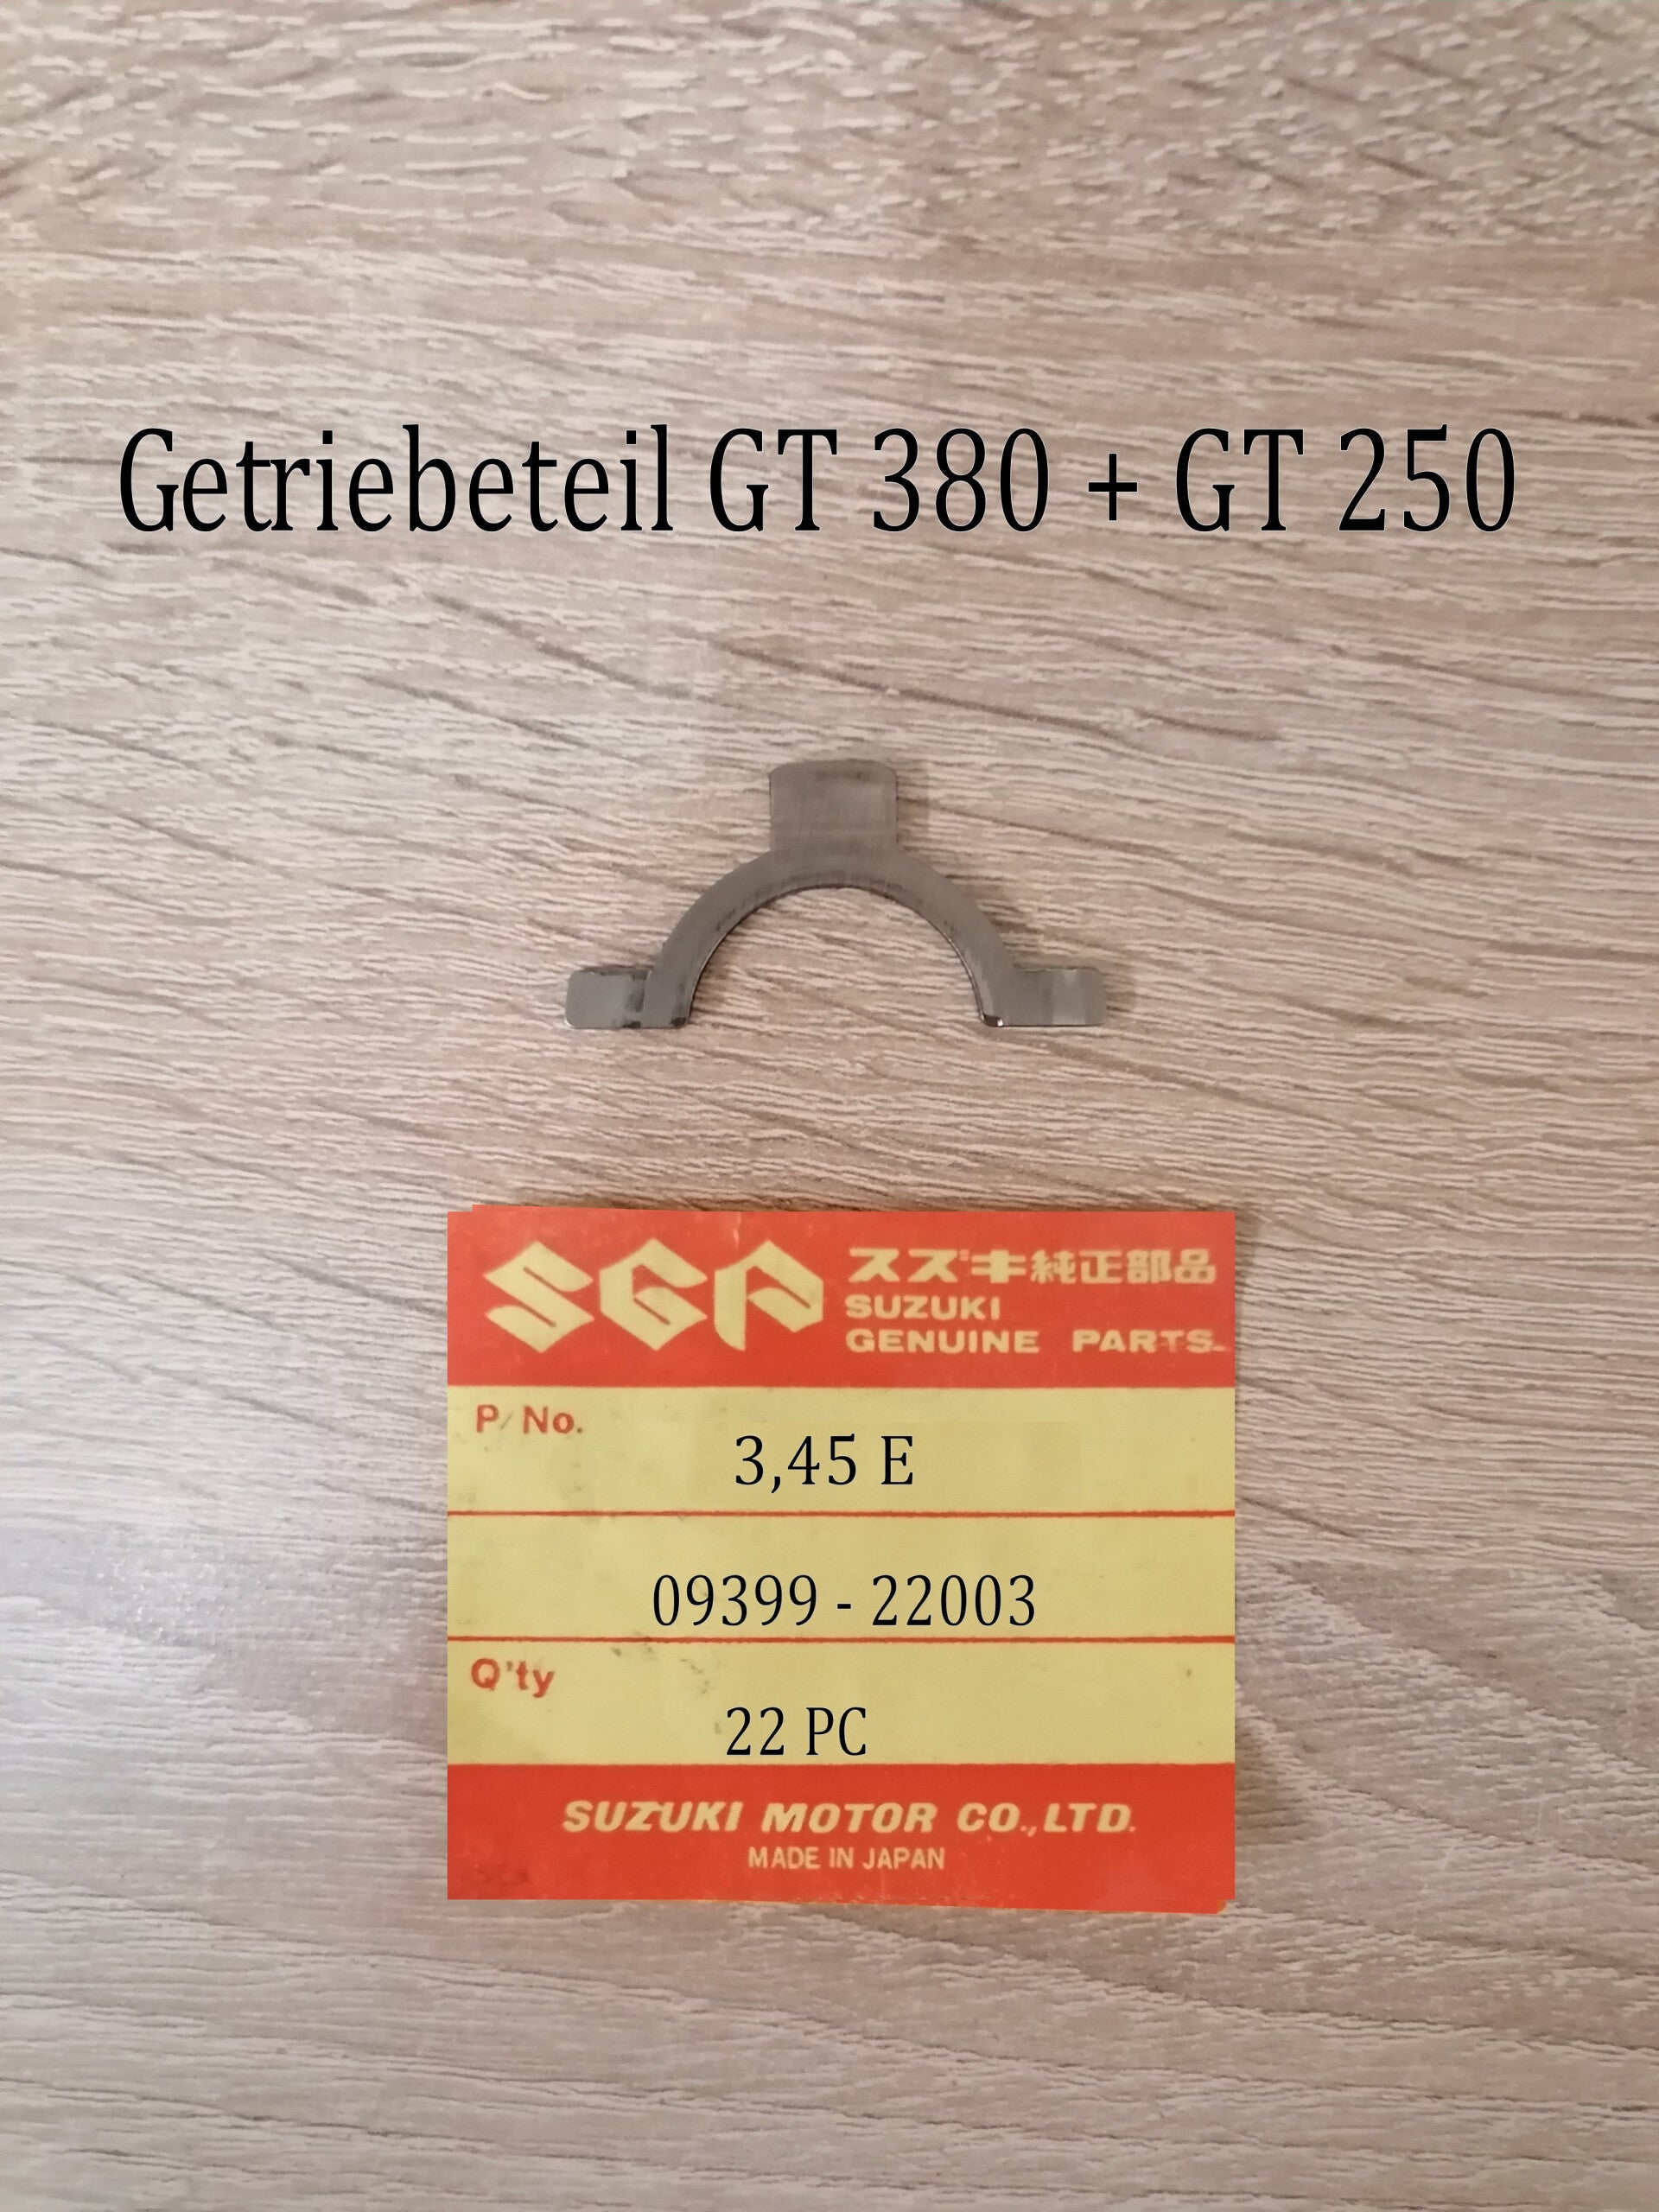 Getriebeteil GT 380 + GT 250
SGP
スズキ純正部品
SUZUKI
GENUINE PARTS
P/No.
3,45 E
09399 - 22003
Q'ty
22 PC
SUZUKI MOTOR CO.,LTD.
MADE IN JAPAN